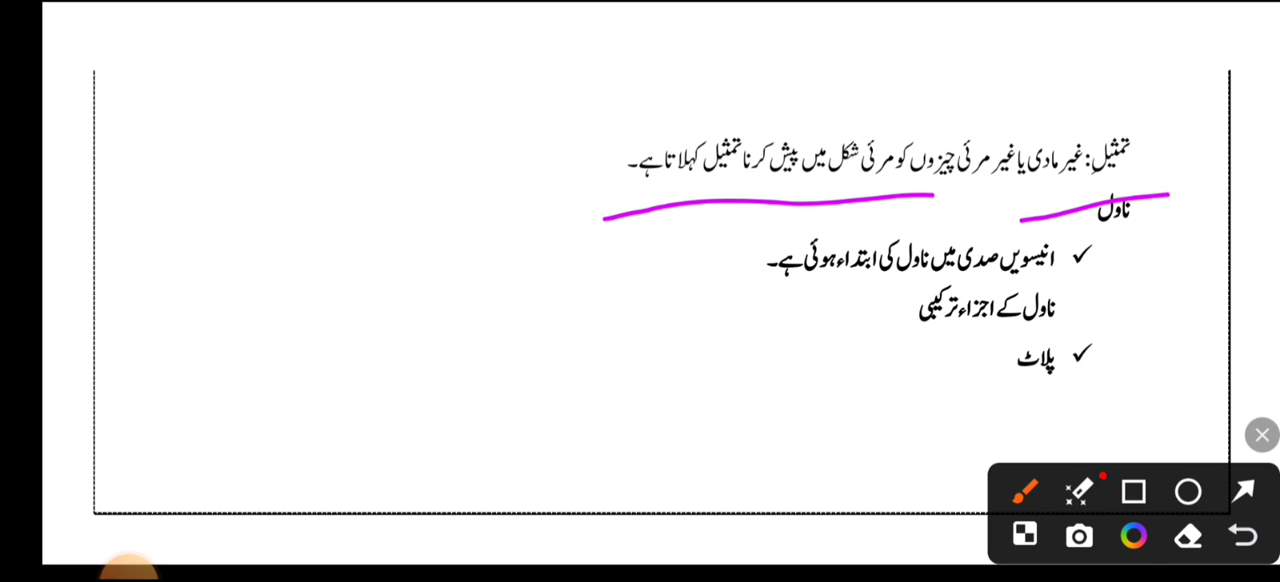 تمثیل: غیر مادی یا غیر مرئی چیزوں کو مرئی شکل میں پیش کرنا تمثیل کہلاتا ہے۔
ناول
✓ انیسویں صدی میں ناول کی ابتداء ہوئی ہے۔
ناول کے اجزاء ترکیبی
✓ پلاٹ